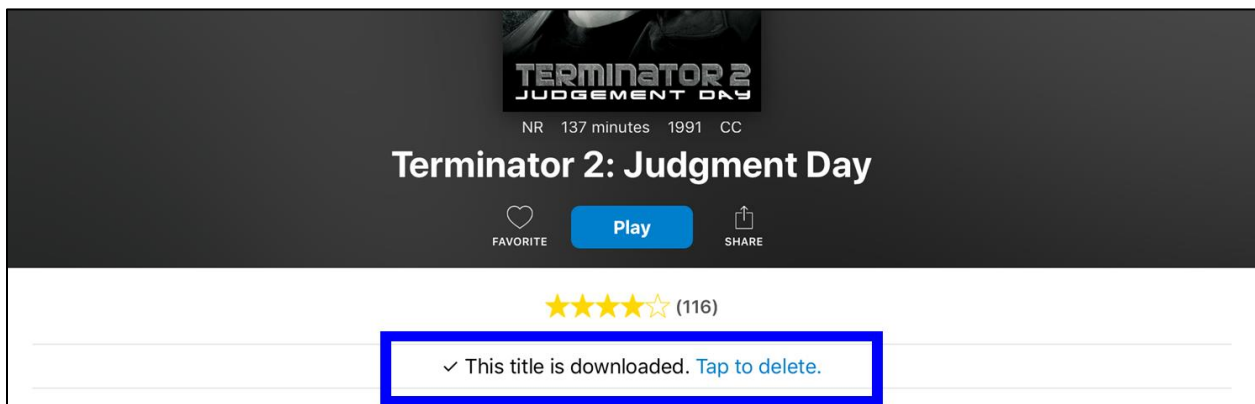 TERMINATOR 2
JUDGEMENT DAY
NR 137 minutes 1991 CC
Terminator 2: Judgment Day
FAVORITE
Play
SHARE
(116)
✓ This title is downloaded. Tap to delete.